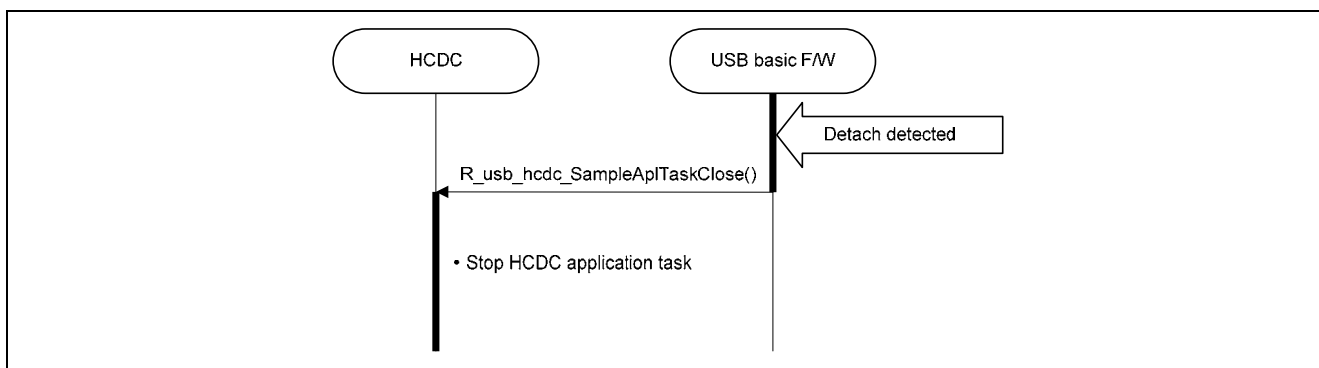 HCDC
USB basic F/W
Detach detected
R_usb_hcdc_SampleAplTaskClose()
• Stop HCDC application task